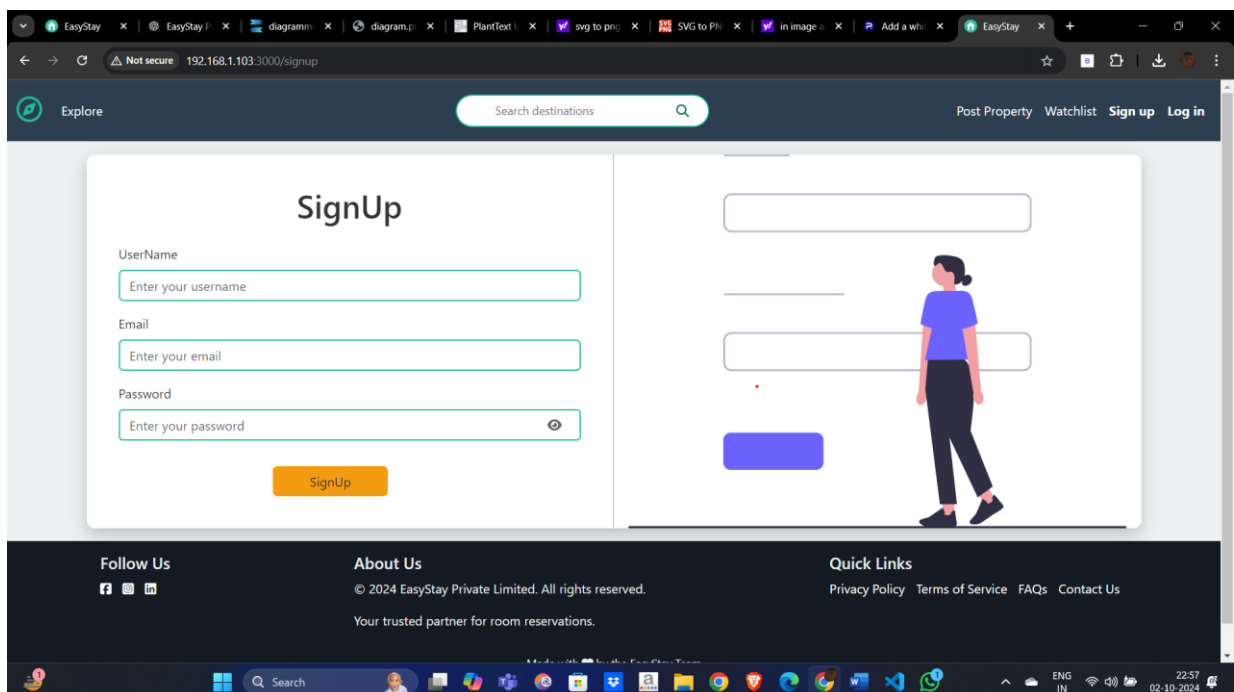 EasyStay
EasyStay P
diagrammi
diagram.p
PlantText U
svg to png
SVG to PN
in image a
Add a whi
EasyStay
Not secure 192.168.1.103:3000/signup
Explore
Search destinations
Post Property Watchlist Sign up Log in
SignUp
UserName
Enter your username
Email
Enter your email
Password
Enter your password
SignUp
Follow Us
About Us
Quick Links
© 2024 EasyStay Private Limited. All rights reserved.
Privacy Policy Terms of Service FAQs Contact Us
Your trusted partner for room reservations.
Search
ENG
IN
22:57
02-10-2024